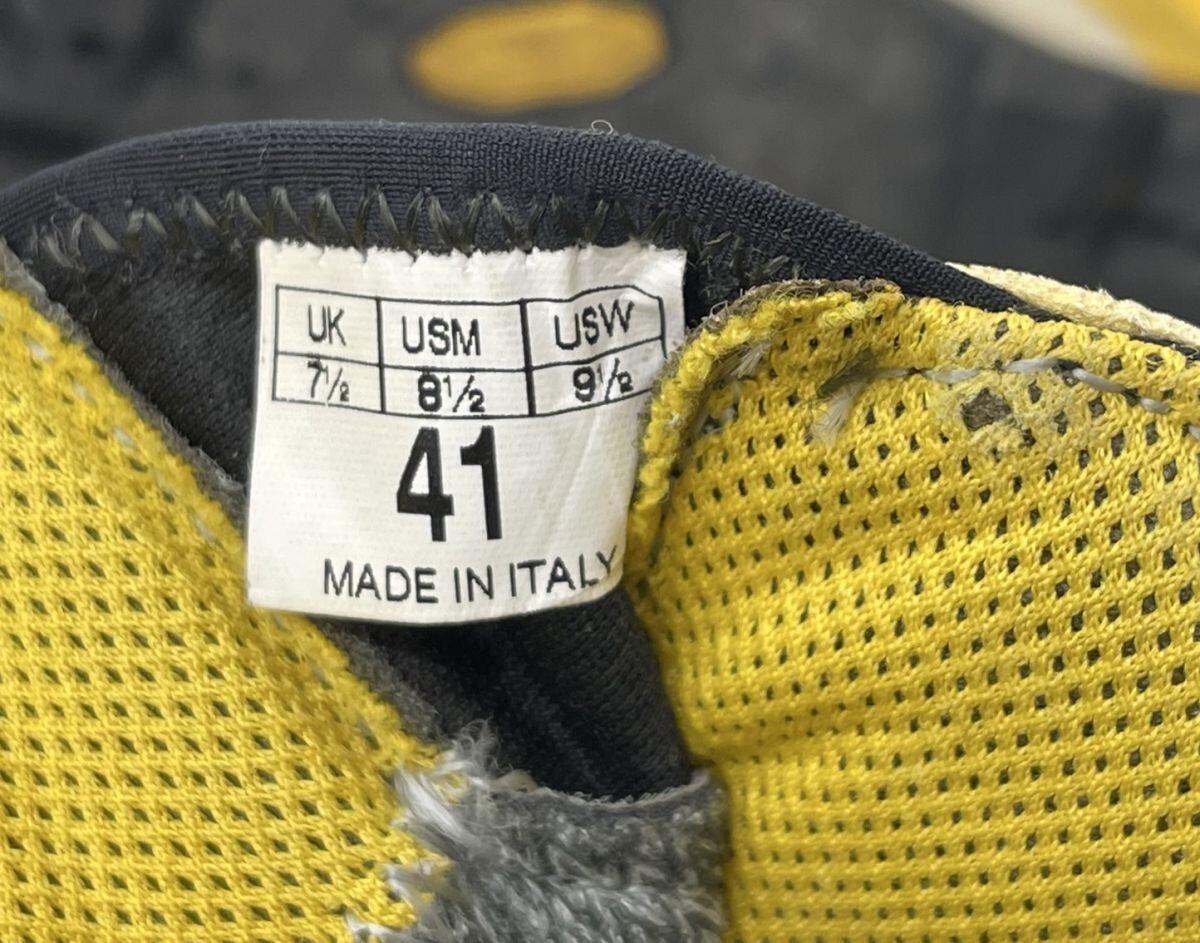 UK USM USW
7½ 8½ 9½
41
MADE IN ITALY